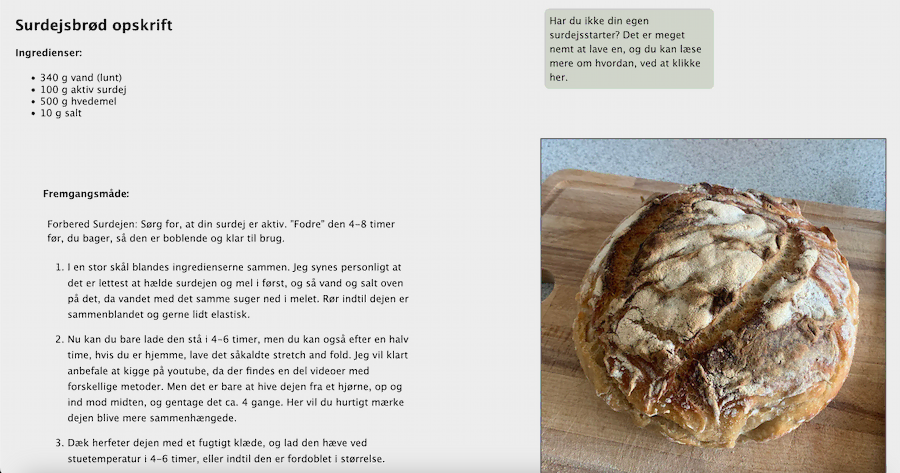 Surdejsbrød opskrift
Ingredienser:
• 340 g vand (lunt)
• 100 g aktiv surdej
• 500 g hvedemel
• 10 g salt
Har du ikke din egen
surdejsstarter? Det er meget
nemt at lave en, og du kan læse
mere om hvordan, ved at klikke
her.
Fremgangsmåde:
Forbered Surdejen: Sørg for, at din surdej er aktiv. "Fodre" den 4-8 timer
før, du bager, så den er boblende og klar til brug.
1. I en stor skål blandes ingredienserne sammen. Jeg synes personligt at
det er lettest at hælde surdejen og mel i først, og så vand og salt oven
på det, da vandet med det samme suger ned i melet. Rør indtil dejen er
sammenblandet og gerne lidt elastisk.
2. Nu kan du bare lade den stå i 4-6 timer, men du kan også efter en halv
time, hvis du er hjemme, lave det såkaldte stretch and fold. Jeg vil klart
anbefale at kigge på youtube, da der findes en del videoer med
forskellige metoder. Men det er bare at hive dejen fra et hjørne, op og
ind mod midten, og gentage det ca. 4 gange. Her vil du hurtigt mærke
dejen blive mere sammenhængede.
3. Dæk herfeter dejen med et fugtigt klæde, og lad den hæve ved
stuetemperatur i 4-6 timer, eller indtil den er fordoblet i størrelse.